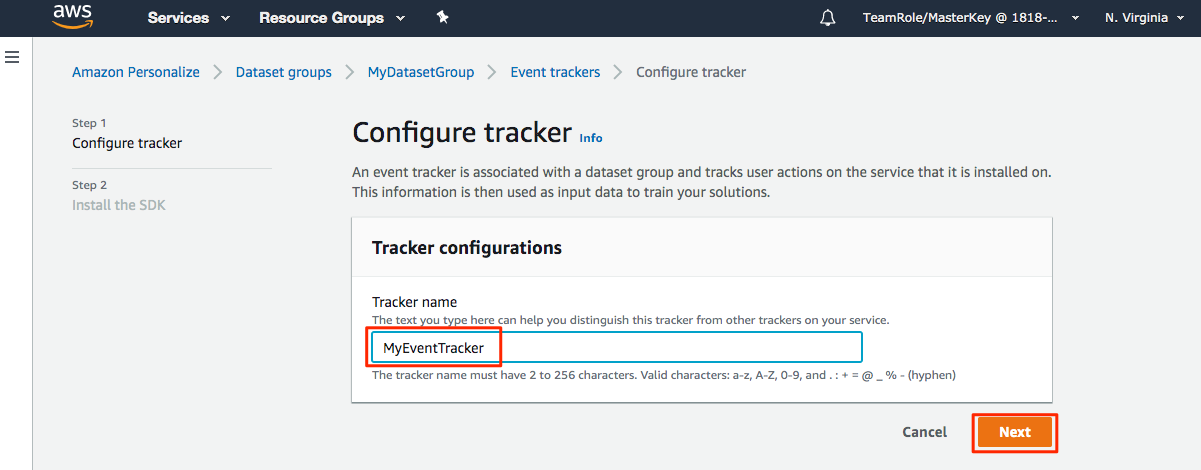 aws Services Resource Groups TeamRole/MasterKey @ 1818-... N. Virginia
Amazon Personalize Dataset groups MyDatasetGroup Event trackers Configure tracker
Step 1
Configure tracker
Step 2
Install the SDK
Configure tracker Info
An event tracker is associated with a dataset group and tracks user actions on the service that it is installed on.
This information is then used as input data to train your solutions.
Tracker configurations
Tracker name
The text you type here can help you distinguish this tracker from other trackers on your service.
MyEventTracker
The tracker name must have 2 to 256 characters. Valid characters: a-z, A-Z, 0-9, and . : + = @ _ % - (hyphen)
Cancel Next